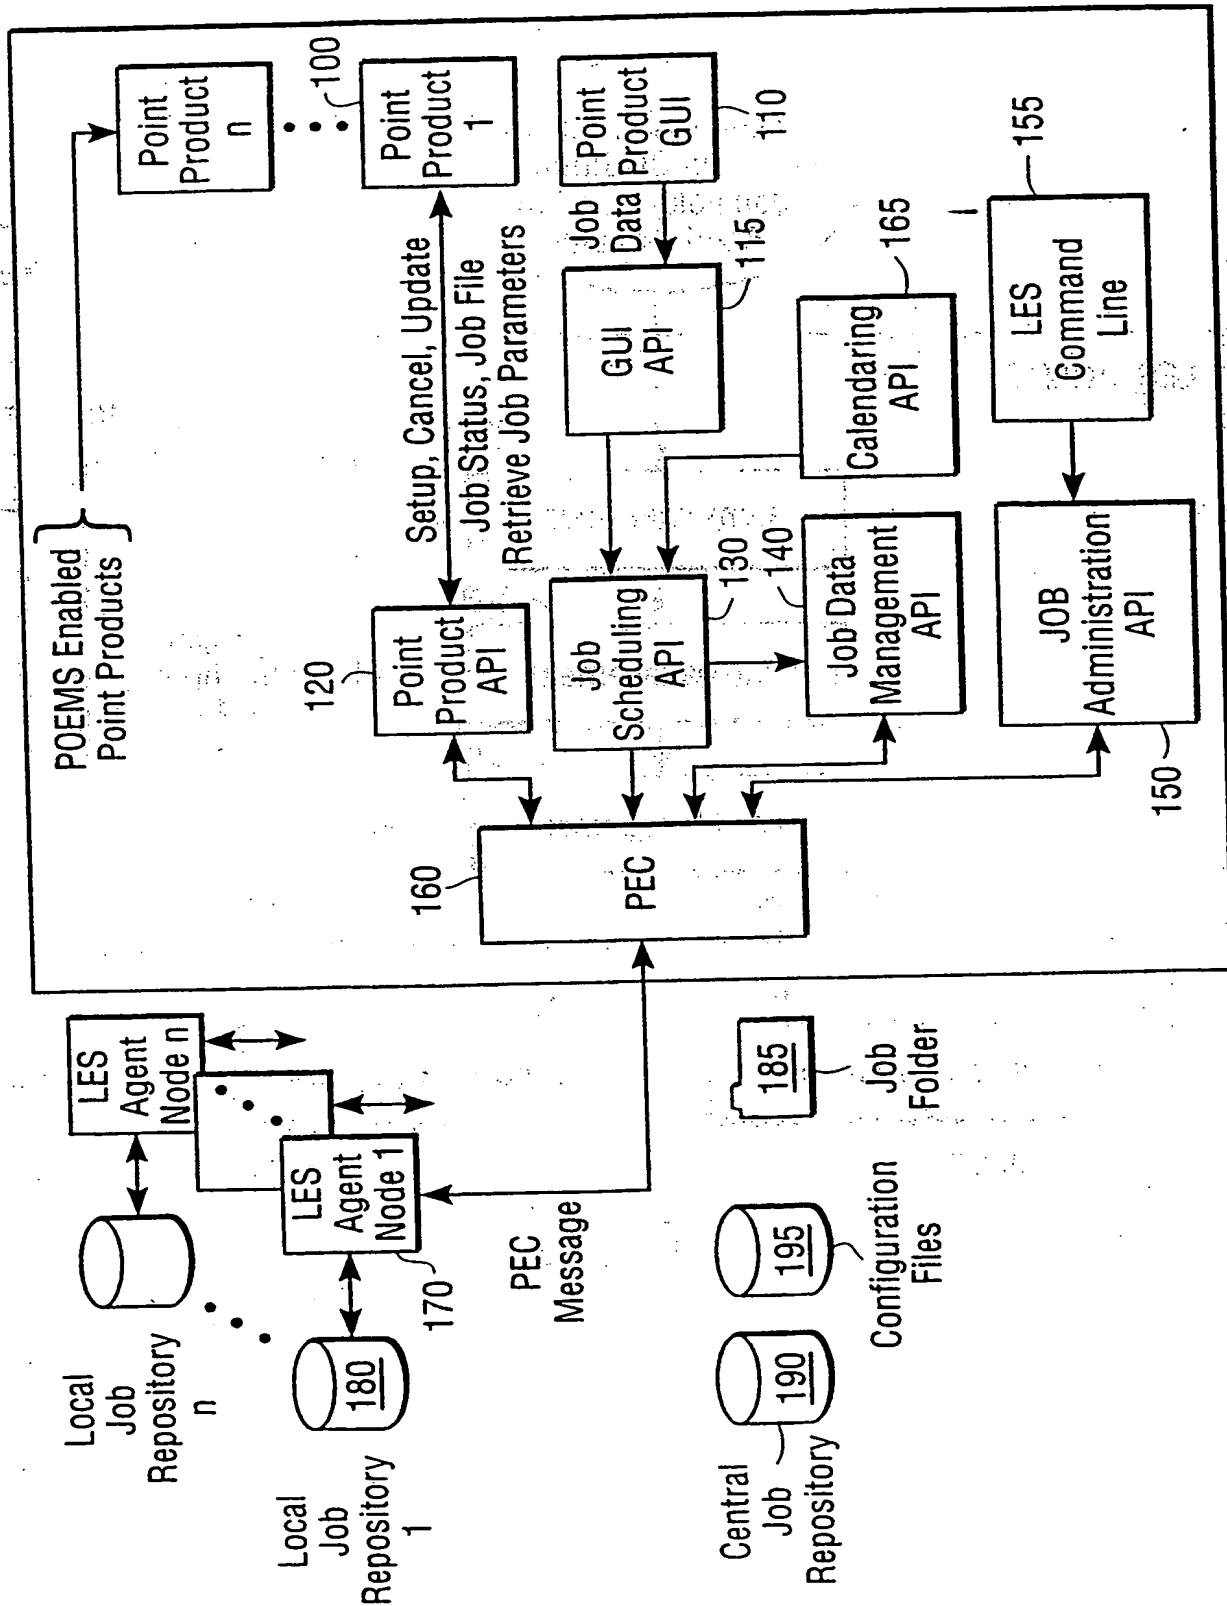 POEMS Enabled
Point Products
Point
Product
n
100
Point
Product
1
120
Point
Product
API
Setup, Cancel, Update
Job Status, Job File
Retrieve Job Parameters
Point
Product
GUI
110
Job
Data
GUI
API
115
Job
Scheduling
API
130
Calendaring
API
165
Job Data
Management
API
140
LES
Command
Line
155
JOB
Administration
API
150
PEC
160
LES
Agent
Node n
LES
Agent
Node 1
170
PEC
Message
Local
Job
Repository
n
180
Local
Job
Repository
1
185
Job
Folder
195
Configuration
Files
190
Central
Job
Repository